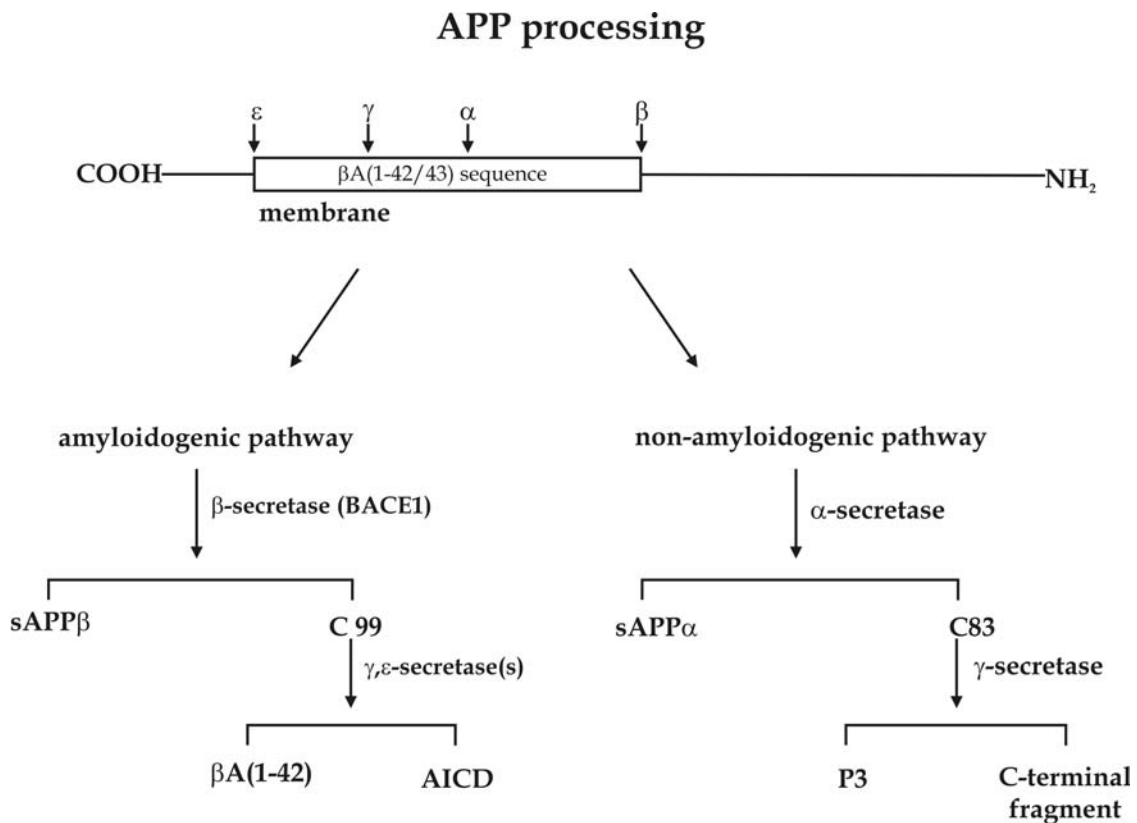 APP processing
ε γ α β
COOH βA(1-42/43) sequence NH₂
membrane
amyloidogenic pathway
non-amyloidogenic pathway
β-secretase (BACE1)
α-secretase
sAPPβ C 99
sAPPα C83
γ,ε-secretase(s)
γ-secretase
βA(1-42) AICD
P3 C-terminal
fragment